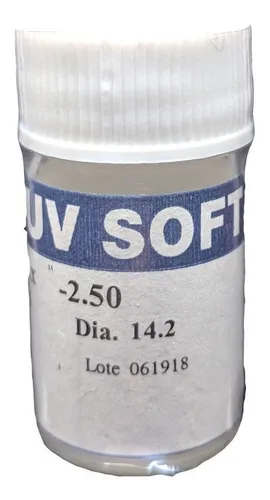 UV SOFT
-2.50
Dia. 14.2
Lote 061918